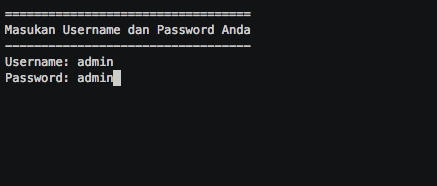 ==================================
Masukan Username dan Password Anda
----------------------------------
Username: admin
Password: admin